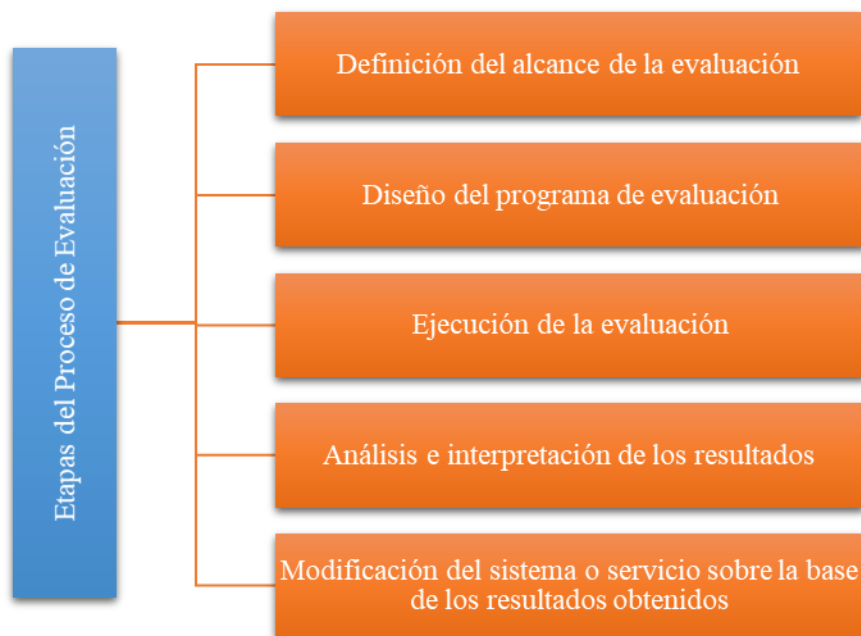 Etapas del Proceso de Evaluación
Definición del alcance de la evaluación
Diseño del programa de evaluación
Ejecución de la evaluación
Análisis e interpretación de los resultados
Modificación del sistema o servicio sobre la base
de los resultados obtenidos